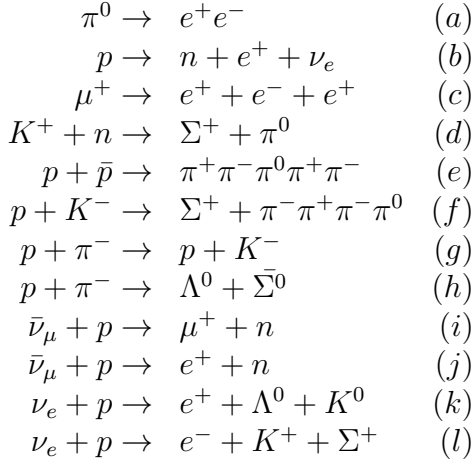 π⁰ → e⁺e⁻ (a)
p → n + e⁺ + νₑ (b)
μ⁺ → e⁺ + e⁻ + e⁺ (c)
K⁺ + n → Σ⁺ + π⁰ (d)
p + p̄ → π⁺π⁻π⁰π⁺π⁻ (e)
p + K⁻ → Σ⁺ + π⁻π⁺π⁻π⁰ (f)
p + π⁻ → p + K⁻ (g)
p + π⁻ → Λ⁰ + Σ̄⁰ (h)
ν̄_μ + p → μ⁺ + n (i)
ν̄_μ + p → e⁺ + n (j)
νₑ + p → e⁺ + Λ⁰ + K⁰ (k)
νₑ + p → e⁻ + K⁺ + Σ⁺ (l)